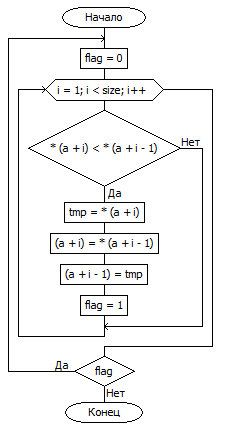 Начало
flag = 0
i = 1; i < size; i++
* (a + i) < * (a + i - 1)
Нет
Да
tmp = * (a + i)
(a + i) = * (a + i - 1)
(a + i - 1) = tmp
flag = 1
Да
flag
Нет
Конец